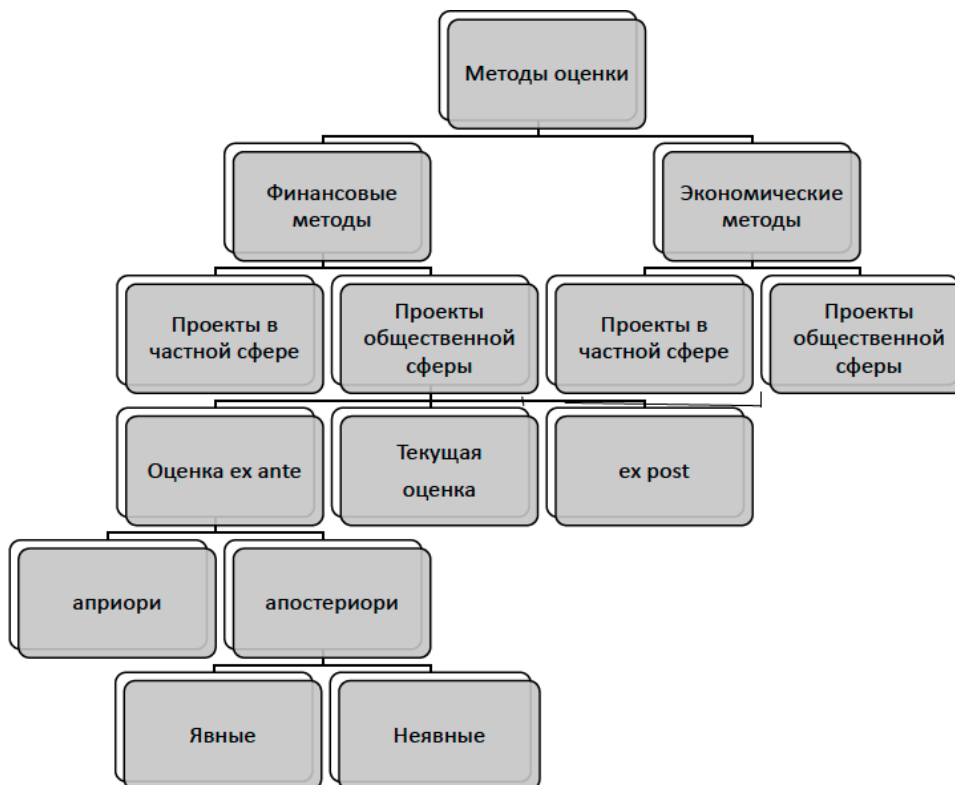 Методы оценки
Финансовые
методы
Экономические
методы
Проекты в
частной сфере
Проекты
общественной
сферы
Проекты в
частной сфере
Проекты
общественной
сферы
Оценка ex ante
Текущая
оценка
ex post
априори
апостериори
Явные
Неявные